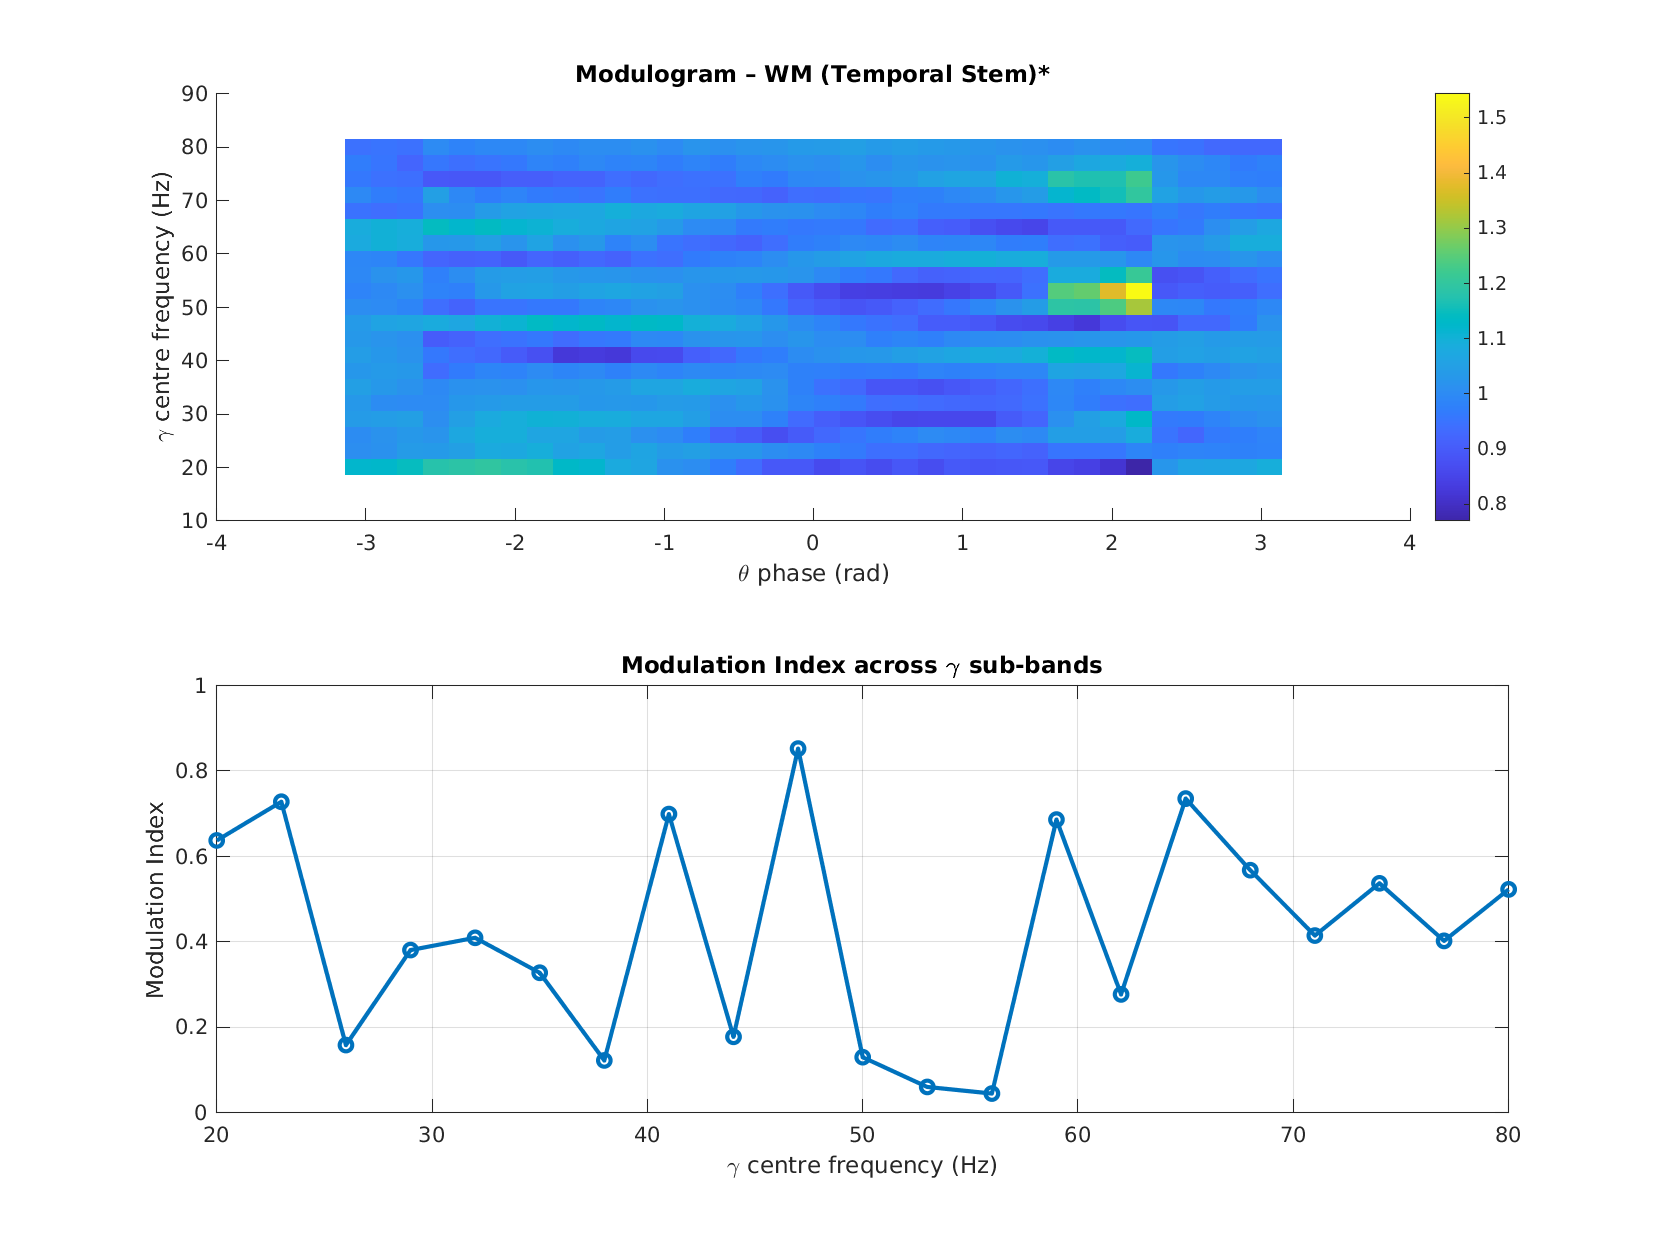 Modulogram – WM (Temporal Stem)*
γ centre frequency (Hz)
90
80
70
60
50
40
30
20
10
-4 -3 -2 -1 0 1 2 3 4
θ phase (rad)
1.5
1.4
1.3
1.2
1.1
1
0.9
0.8
Modulation Index across γ sub-bands
Modulation Index
1
0.8
0.6
0.4
0.2
0
20 30 40 50 60 70 80
γ centre frequency (Hz)